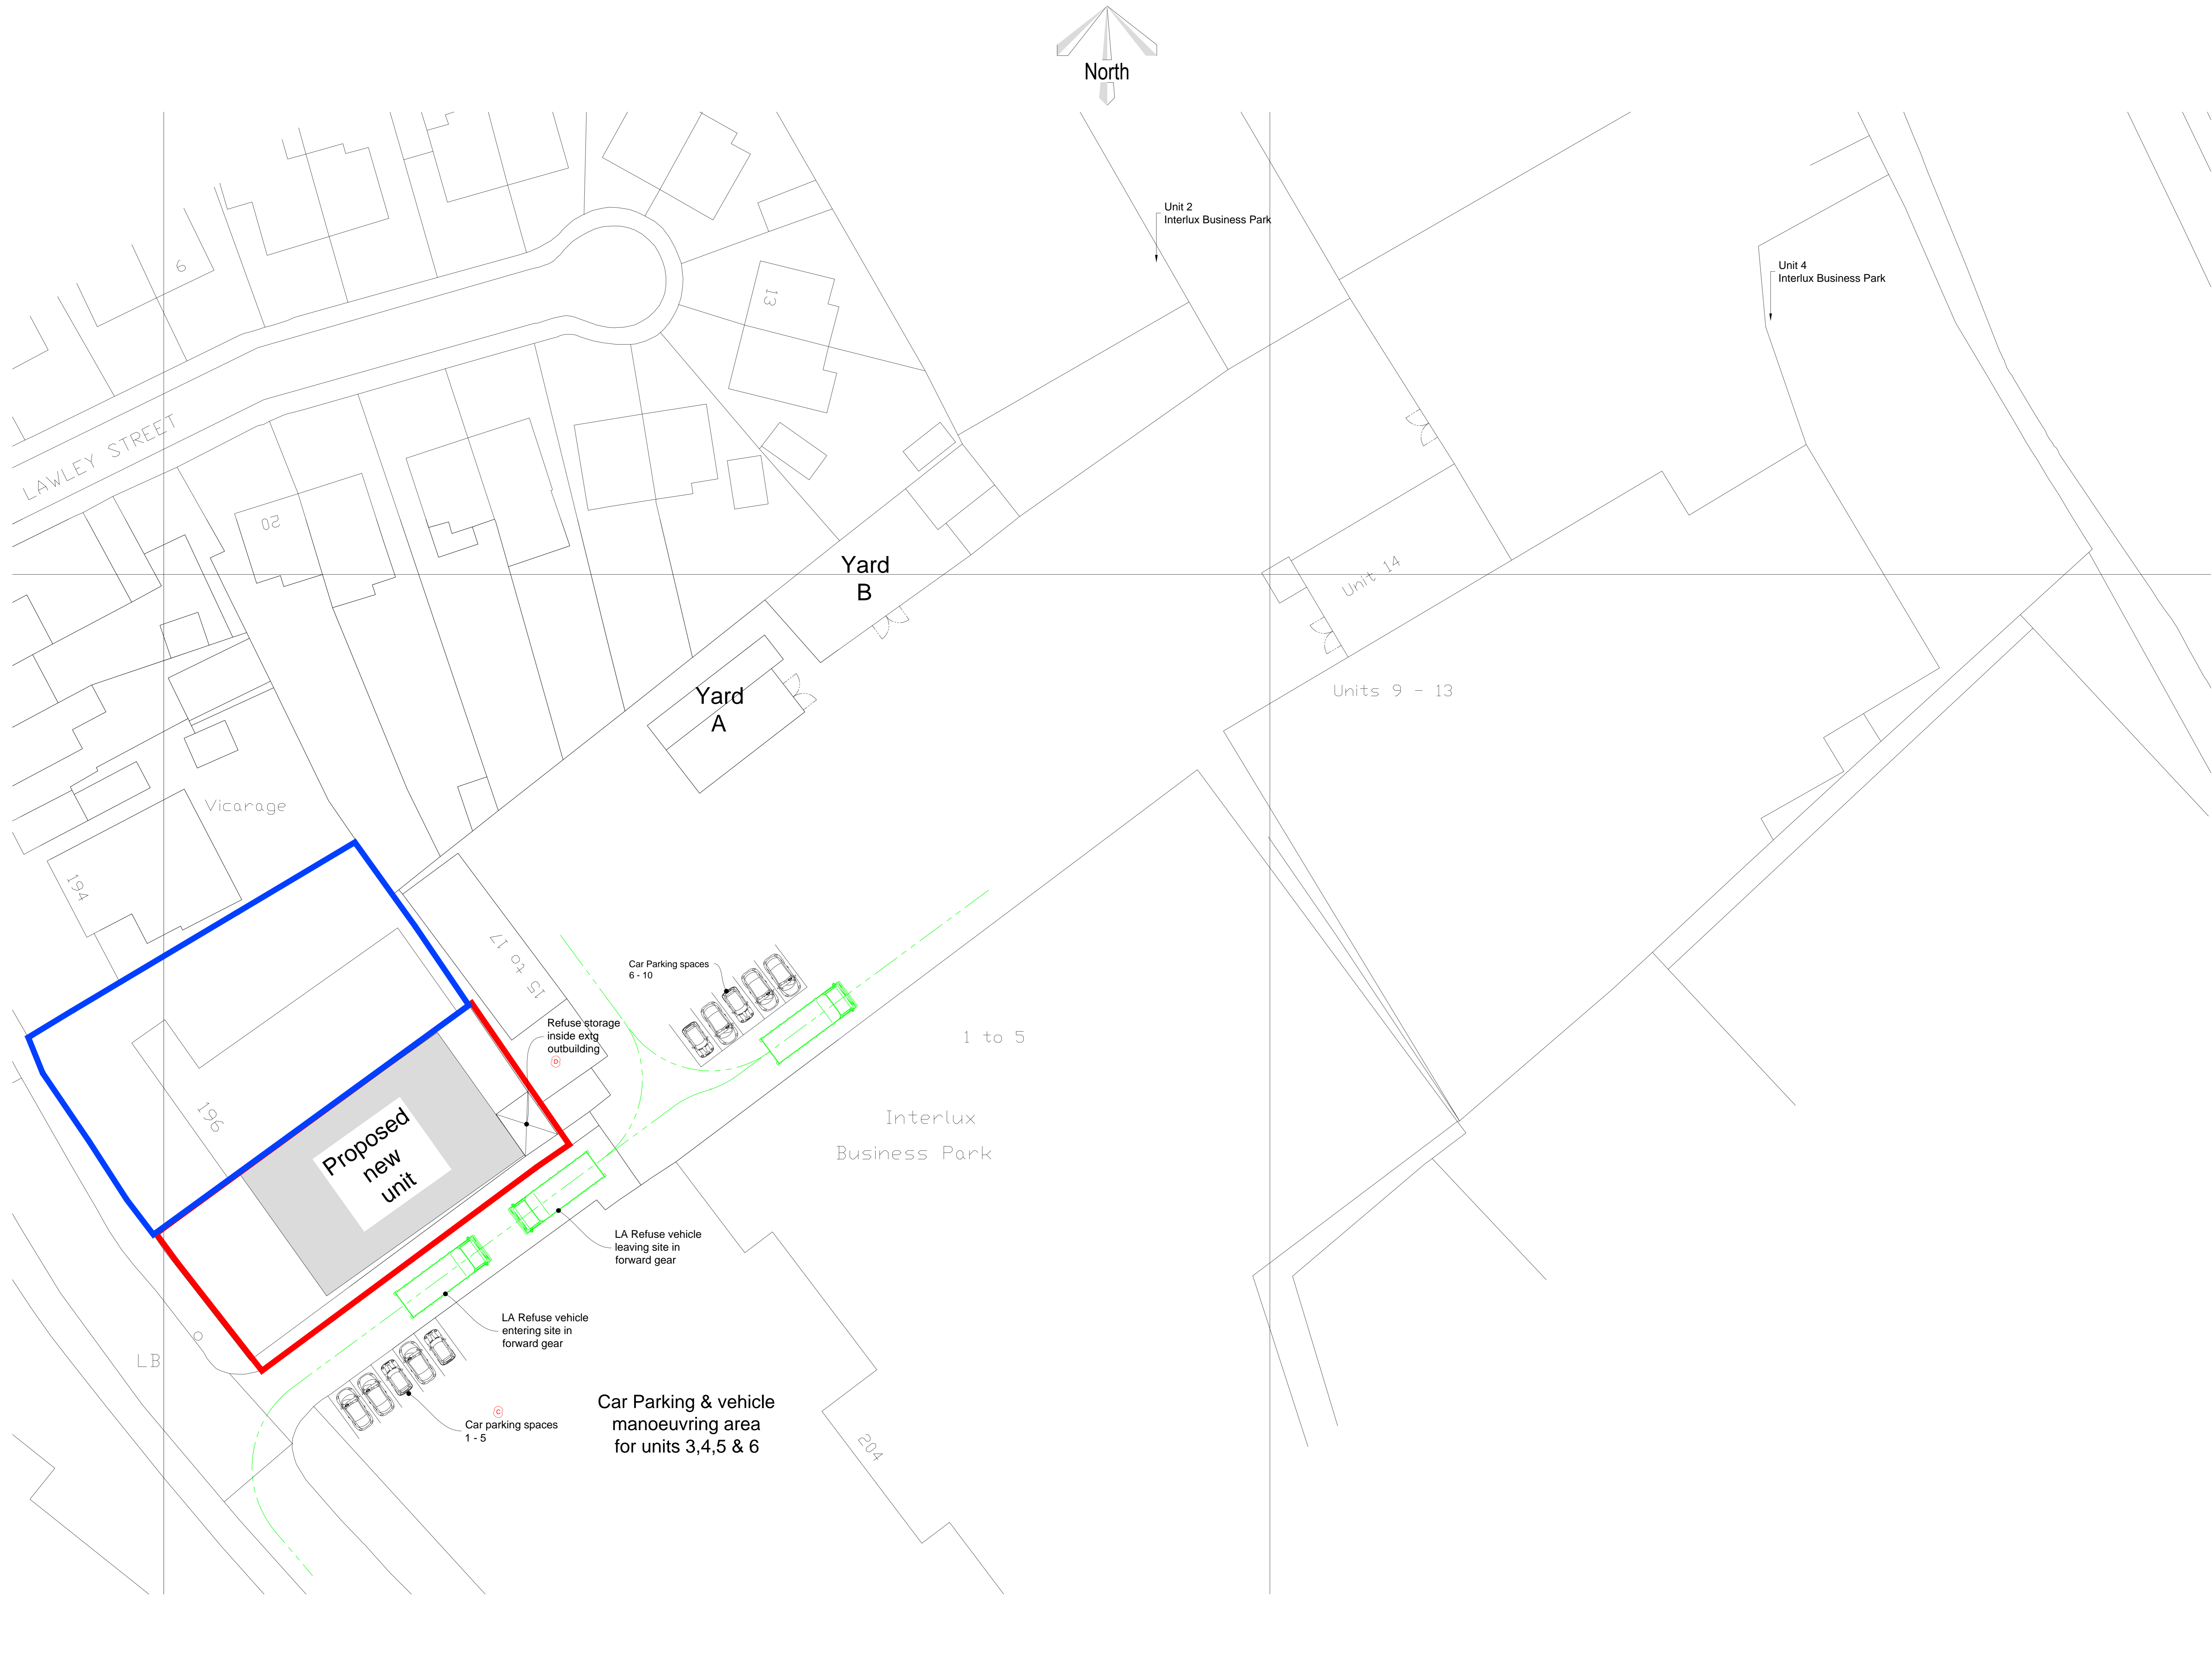 North
Unit 2
Interlux Business Park
Unit 4
Interlux Business Park
6
13
LAWLEY STREET
20
Yard
B
Unit 14
Yard
A
Units 9 - 13
Vicarage
194
15 to 17
Car Parking spaces
6 - 10
Refuse storage
inside extg
outbuilding
D
1 to 5
196
Proposed
new
unit
Interlux
Business Park
LA Refuse vehicle
leaving site in
forward gear
LA Refuse vehicle
entering site in
forward gear
LB
C
Car parking spaces
1 - 5
Car Parking & vehicle
manoeuvring area
for units 3,4,5 & 6
204